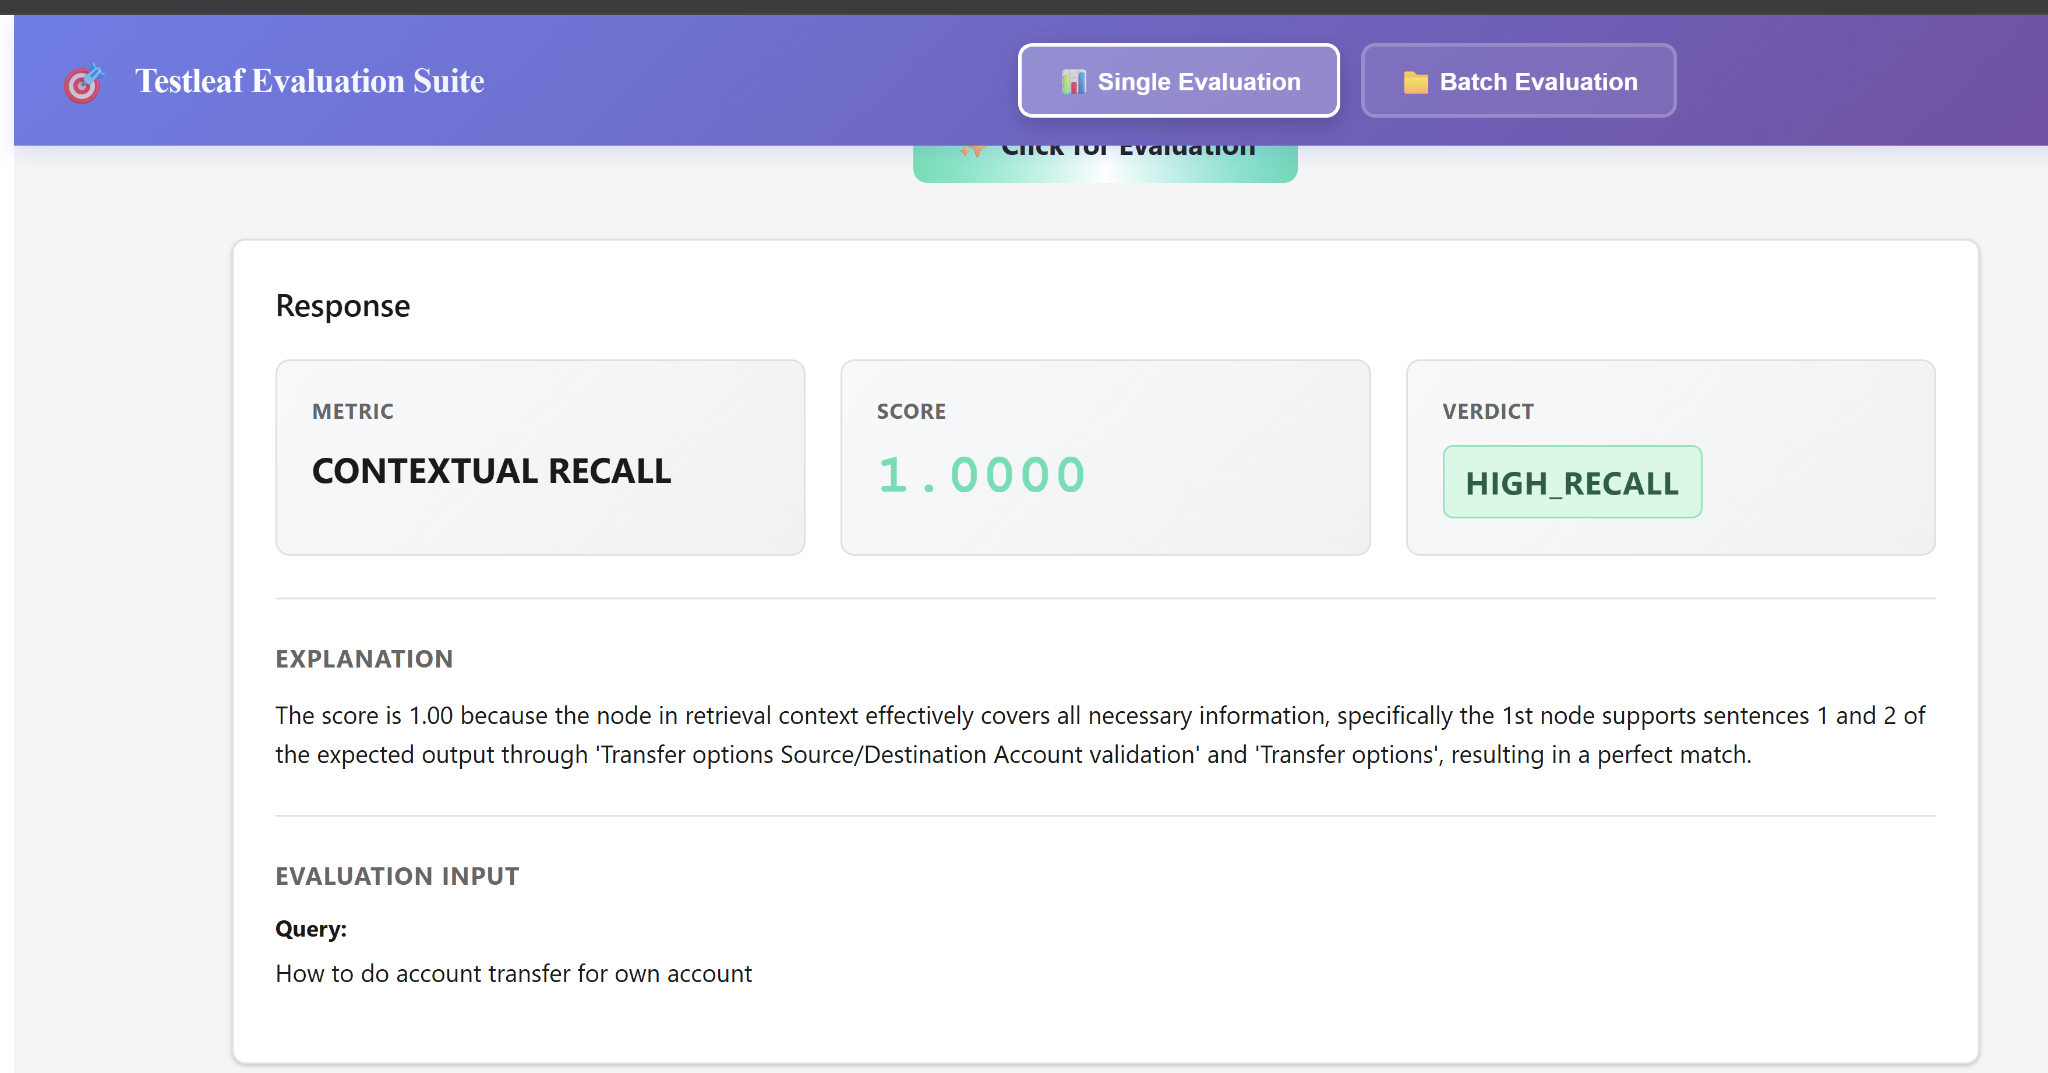 Testleaf Evaluation Suite
Single Evaluation
Batch Evaluation
Click for Evaluation
Response
METRIC
CONTEXTUAL RECALL
SCORE
1.0000
VERDICT
HIGH_RECALL
EXPLANATION
The score is 1.00 because the node in retrieval context effectively covers all necessary information, specifically the 1st node supports sentences 1 and 2 of
the expected output through 'Transfer options Source/Destination Account validation' and 'Transfer options', resulting in a perfect match.
EVALUATION INPUT
Query:
How to do account transfer for own account